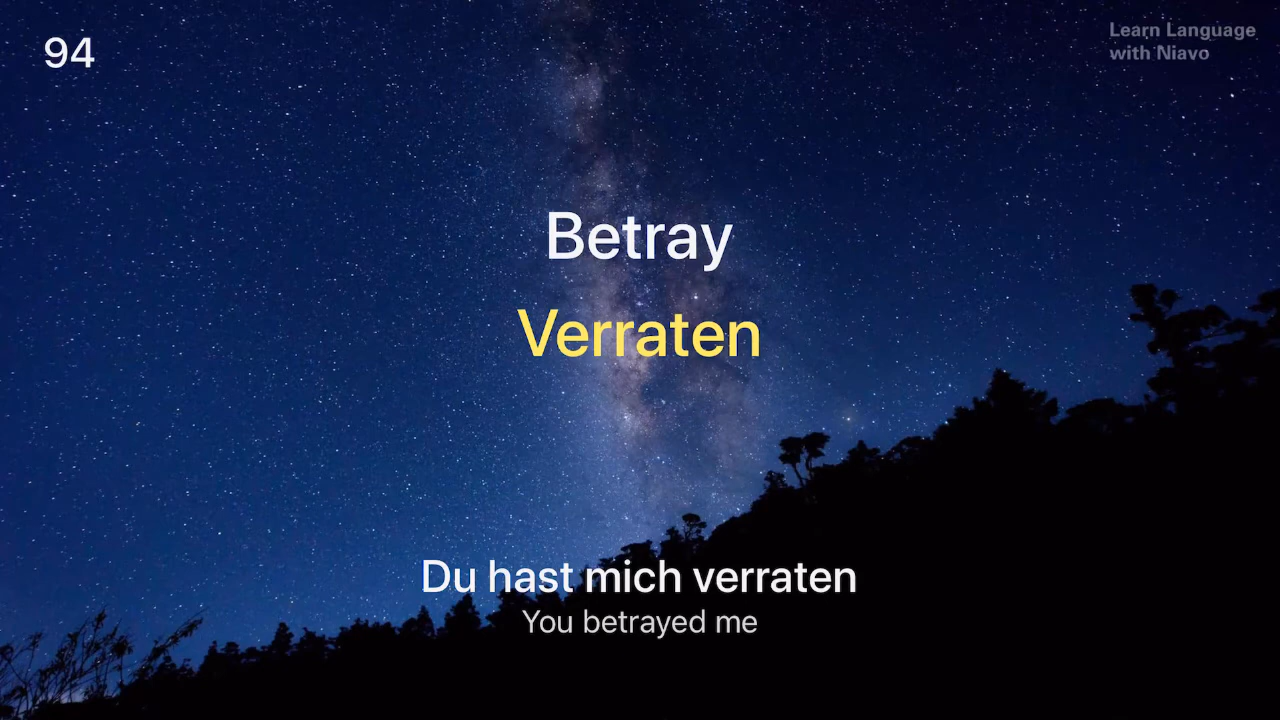 94
Learn Language
with Niavo
Betray
Verraten
Du hast mich verraten
You betrayed me